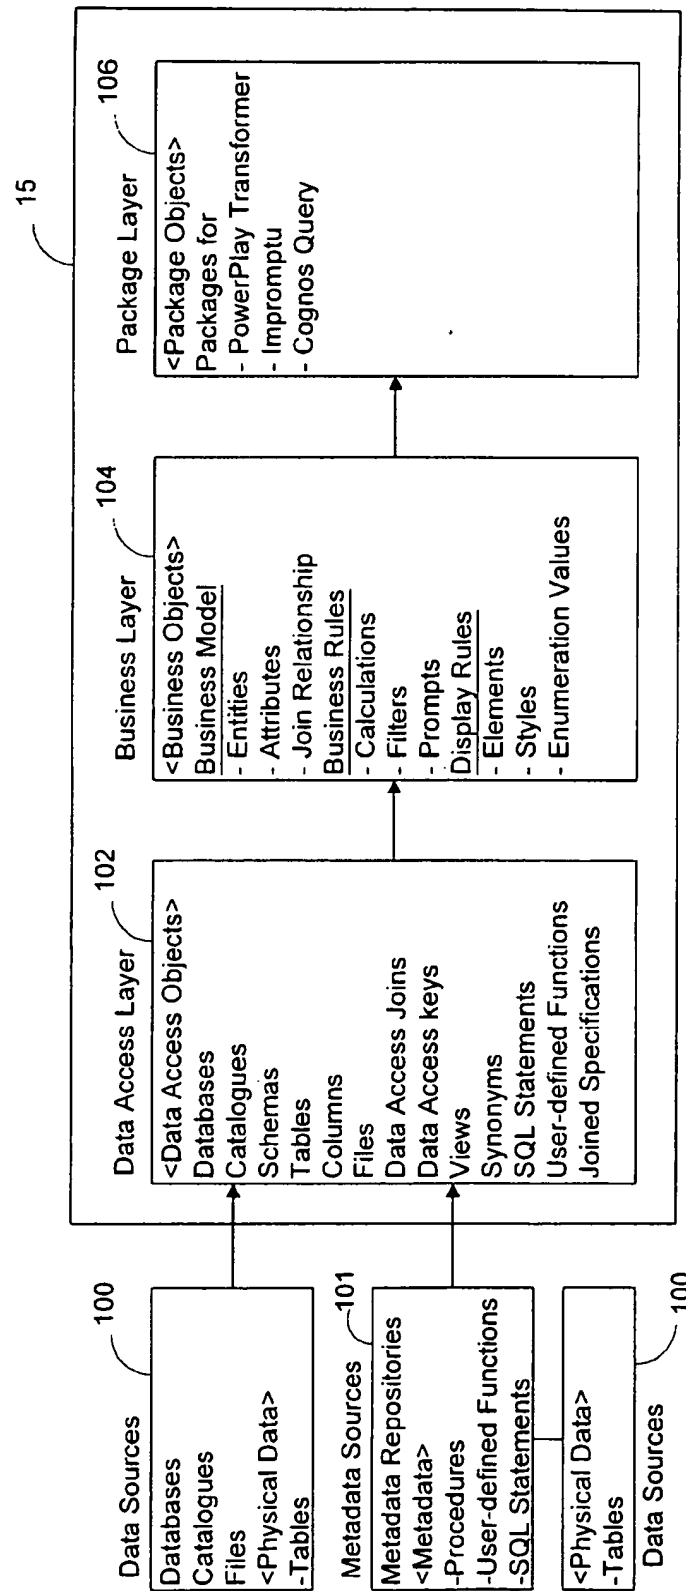 15
Data Sources
100
Databases
Catalogues
Files
<Physical Data>
-Tables
Metadata Sources
101
Metadata Repositories
<Metadata>
-Procedures
-User-defined Functions
-SQL Statements
<Physical Data>
-Tables
100
Data Sources
Data Access Layer
102
<Data Access Objects>
Databases
Catalogues
Schemas
Tables
Columns
Files
Data Access Joins
Data Access keys
Views
Synonyms
SQL Statements
User-defined Functions
Joined Specifications
Business Layer
104
<Business Objects>
Business Model
- Entities
- Attributes
- Join Relationship
Business Rules
- Calculations
- Filters
- Prompts
Display Rules
- Elements
- Styles
- Enumeration Values
Package Layer
106
<Package Objects>
Packages for
- PowerPlay Transformer
- Impromptu
- Cognos Query